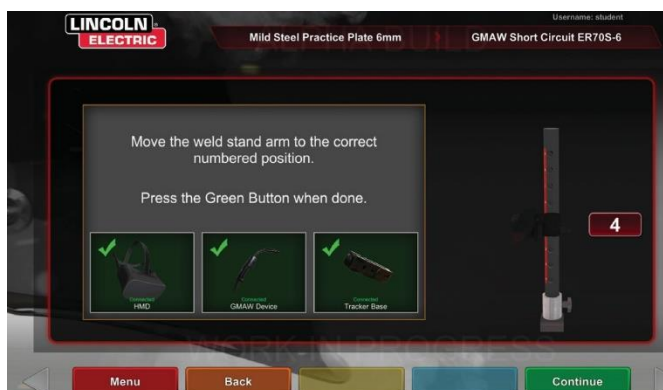 Username: student
LINCOLN
ELECTRIC
Mild Steel Practice Plate 6mm
GMAW Short Circuit ER70S-6
BUILD
Move the weld stand arm to the correct
numbered position.
Press the Green Button when done.
4
Connected
HMD
Connected
GMAW Device
Connected
Tracker Base
WORK-IN PROGRESS
Menu
Back
Continue